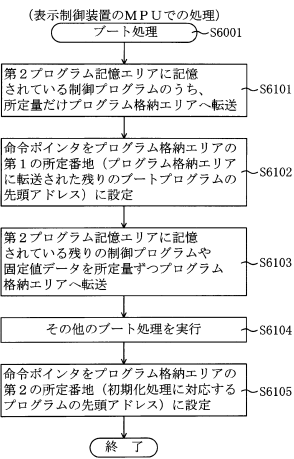 (表示制御装置のMPUでの処理)
ブート処理
S6001
第2プログラム記憶エリアに記憶
されている制御プログラムのうち、
所定量だけプログラム格納エリアへ転送
S6101
命令ポインタをプログラム格納エリアの
第1の所定番地(プログラム格納エリア
に転送された残りのブートプログラムの
先頭アドレス)に設定
S6102
第2プログラム記憶エリアに記憶
されている残りの制御プログラムや
固定値データを所定量ずつプログラム
格納エリアへ転送
S6103
その他のブート処理を実行
S6104
命令ポインタをプログラム格納エリアの
第2の所定番地(初期化処理に対応する
プログラムの先頭アドレス)に設定
S6105
終 了